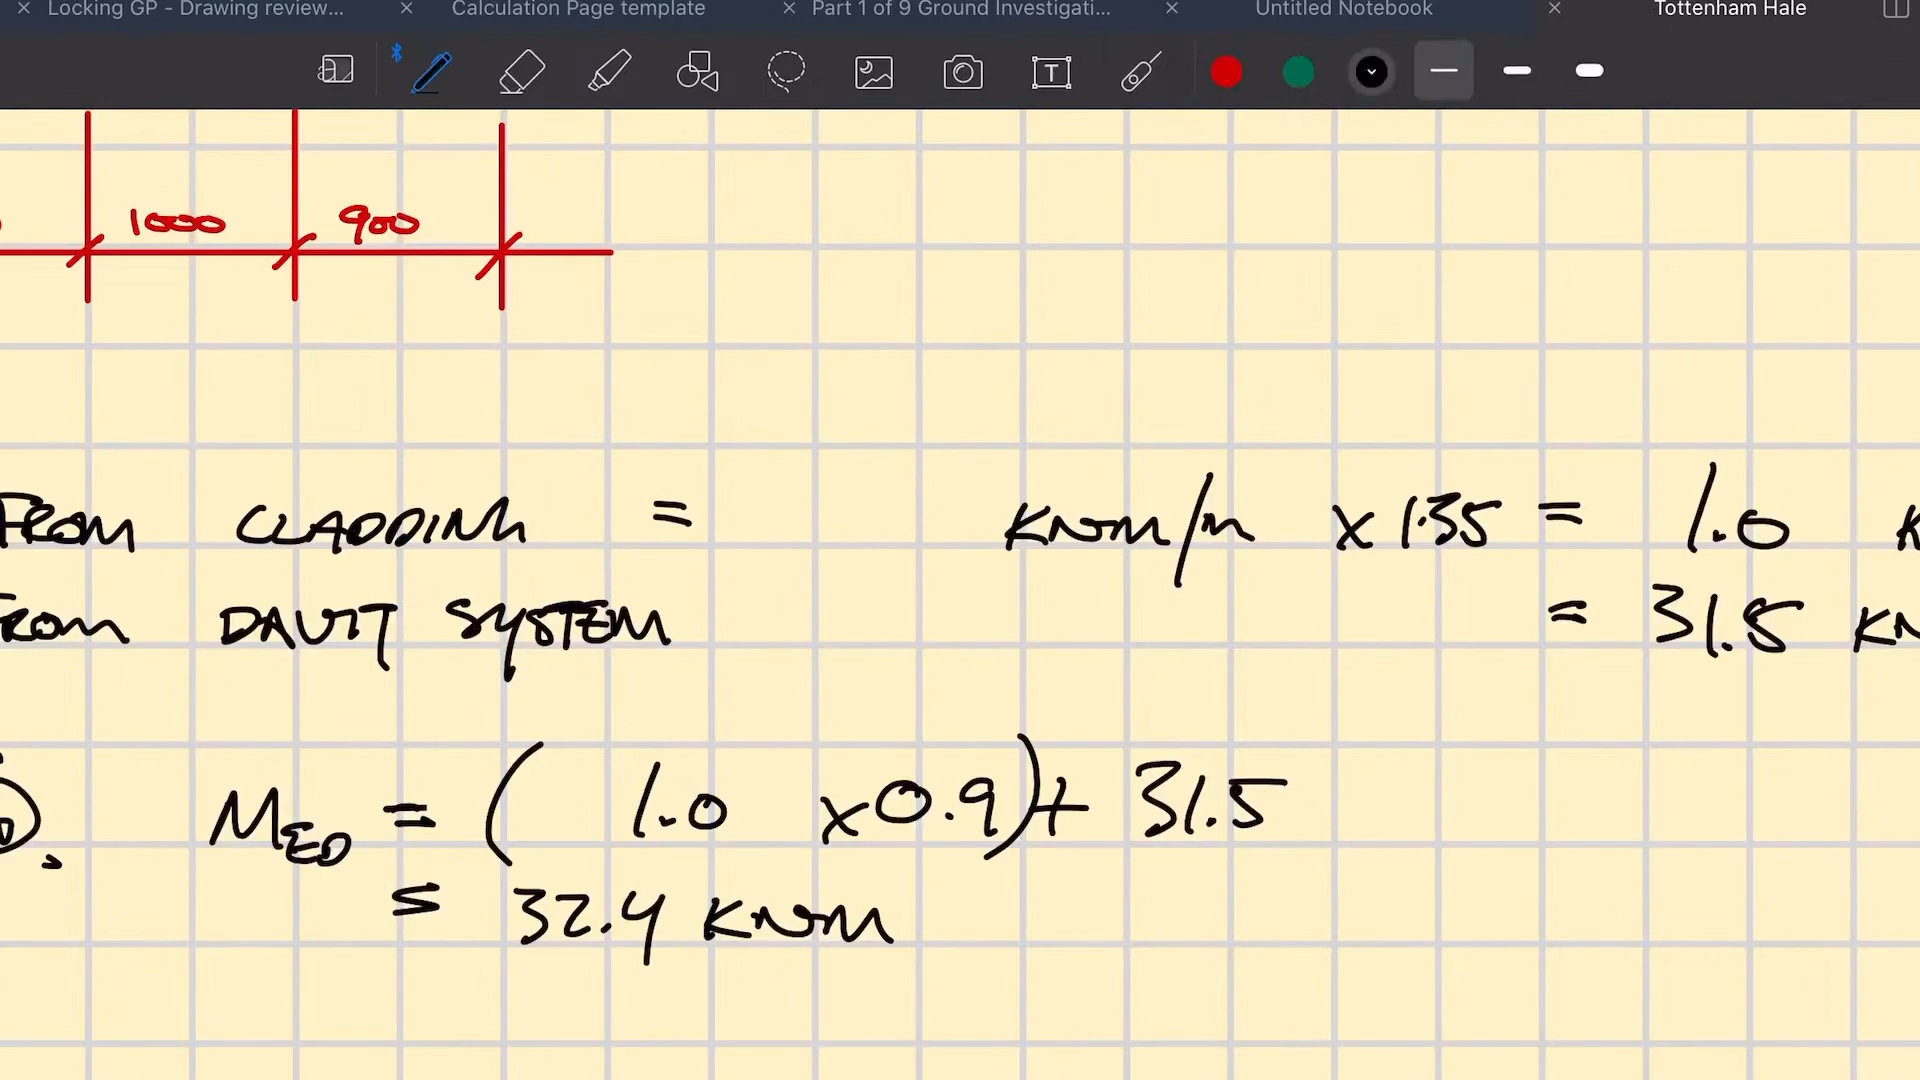 Locking GP - Drawing review... Calculation Page template Part 1 of 9 Ground Investigati... Untitled Notebook Tottenham Hale
1000 900
FROM CLADDING = KNm/m x 1.35 = 1.0
FROM DAVIT SYSTEM = 31.5 KN
MED = ( 1.0 x 0.9) + 31.5
= 32.4 KNm